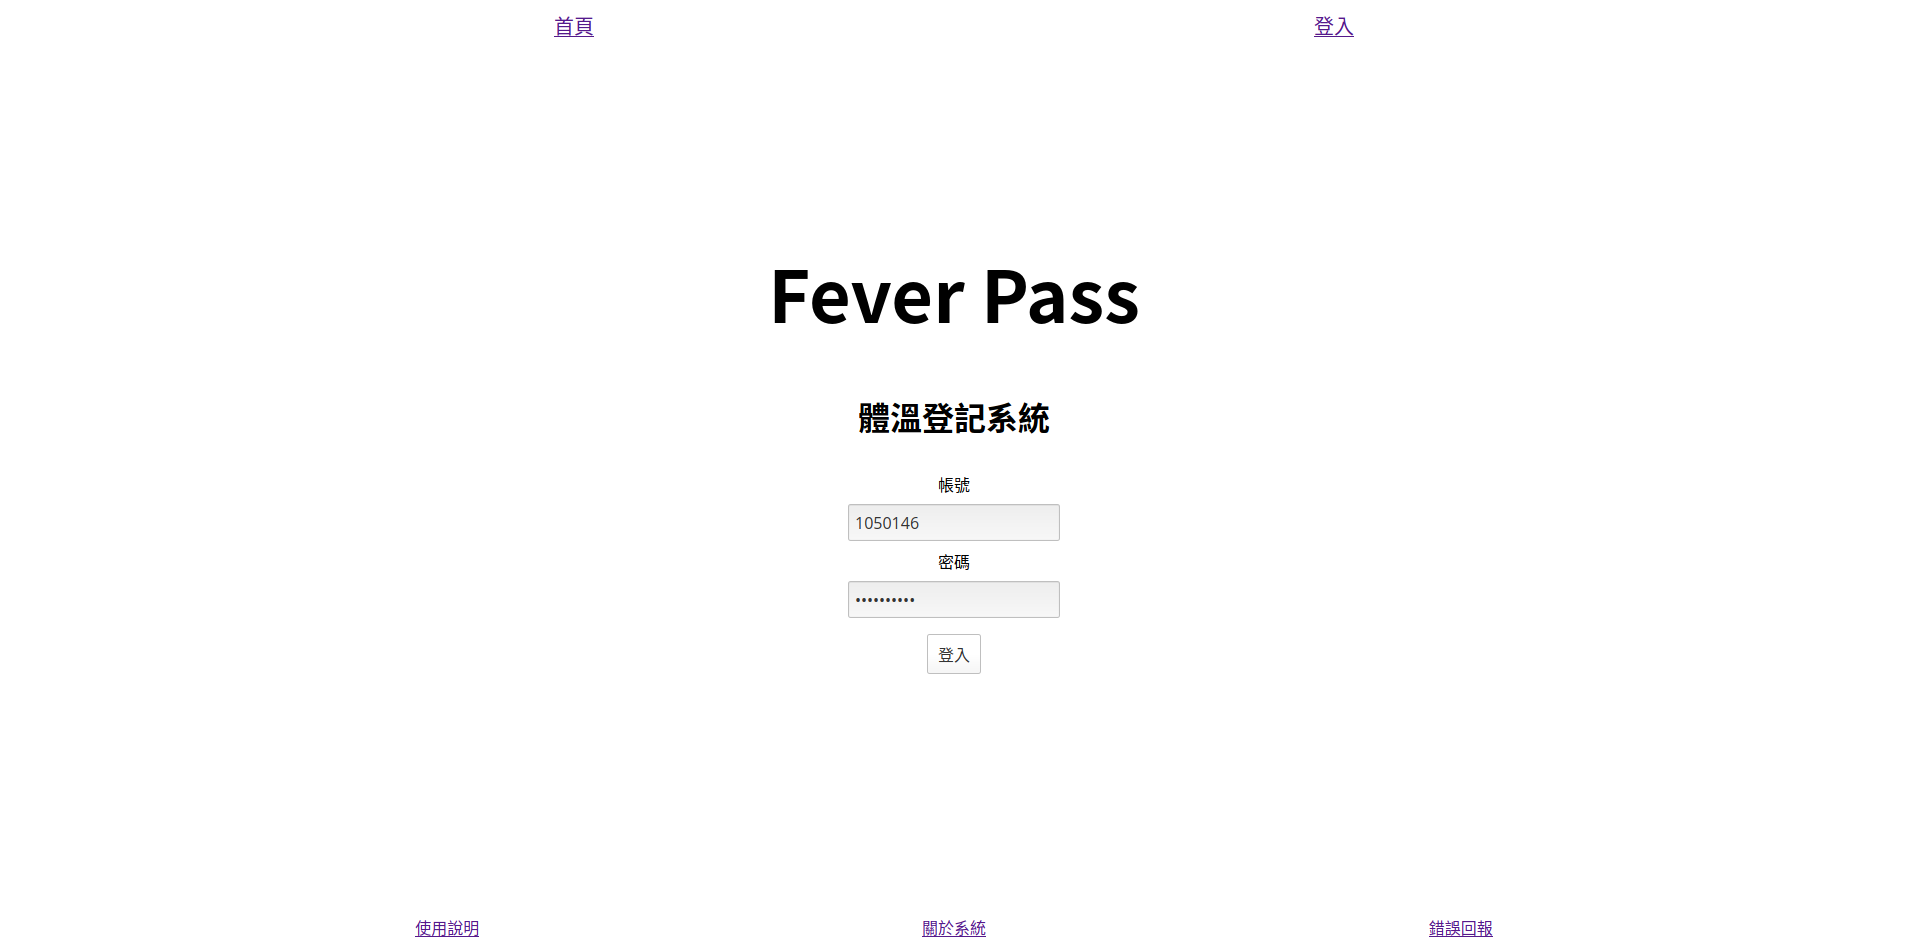 首頁 登入
Fever Pass
體溫登記系統
帳號
1050146
密碼
••••••••••
登入
使用說明 關於系統 錯誤回報